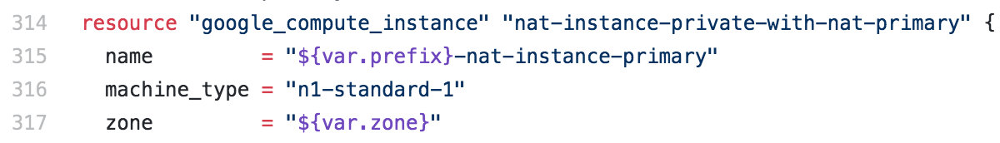 314 resource "google_compute_instance" "nat-instance-private-with-nat-primary" {
315 name = "${var.prefix}-nat-instance-primary"
316 machine_type = "n1-standard-1"
317 zone = "${var.zone}"